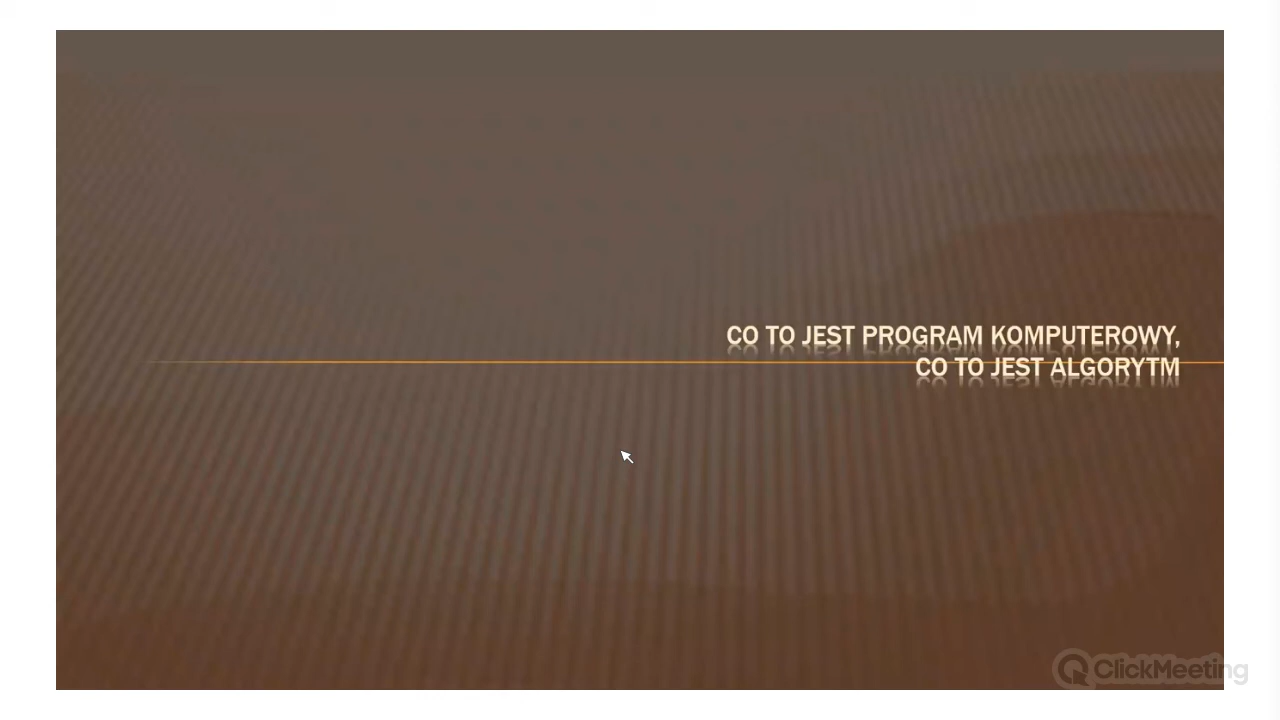 CO TO JEST PROGRAM KOMPUTEROWY,
CO TO JEST ALGORYTM
ClickMeeting